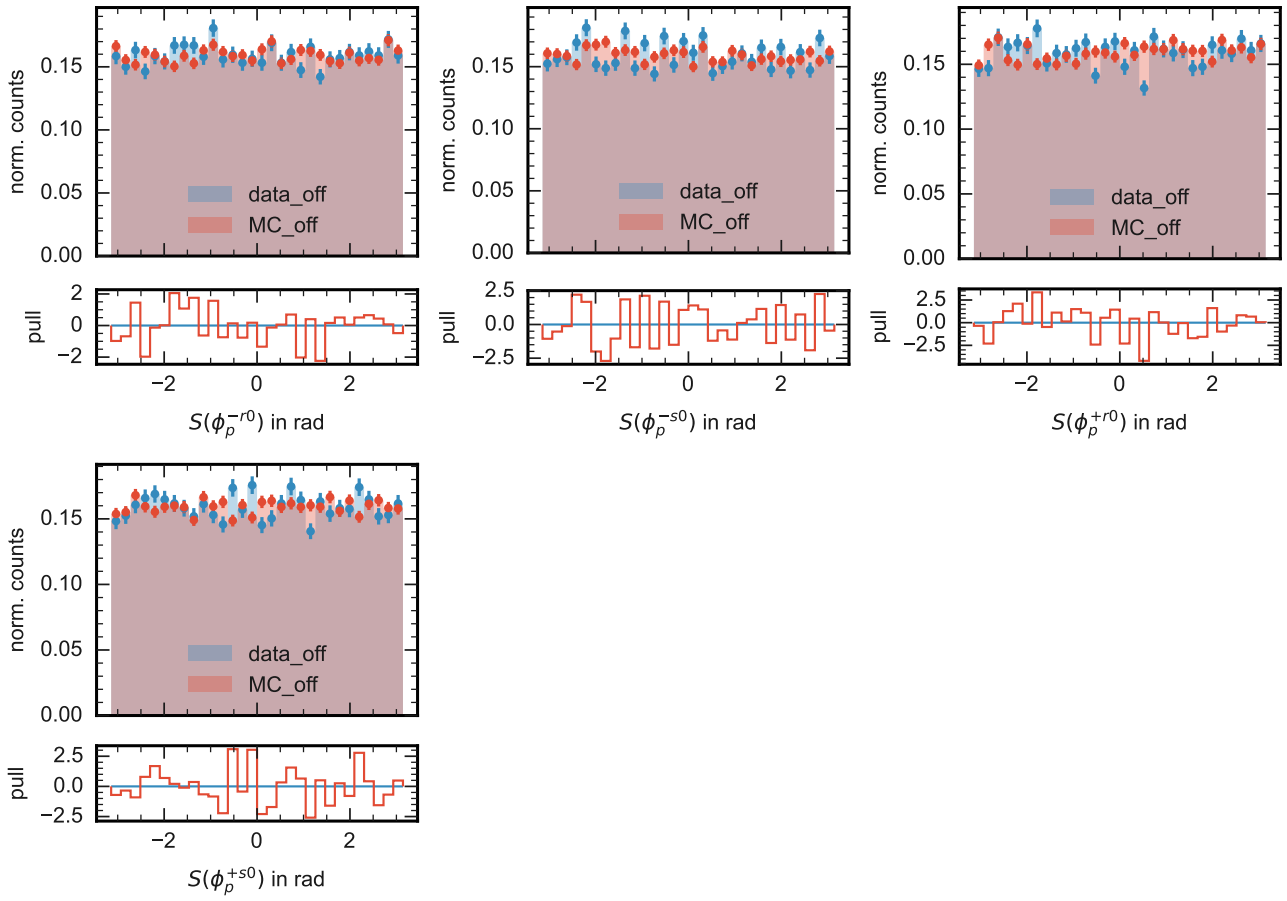 norm. counts
0.15
0.10
0.05
0.00
data_off
MC_off
pull
2
0
−2
−2 0 2
S(ϕ_p^{−r0}) in rad
norm. counts
0.15
0.10
0.05
0.00
data_off
MC_off
pull
2.5
0.0
−2.5
−2 0 2
S(ϕ_p^{−s0}) in rad
norm. counts
0.15
0.10
0.05
0.00
data_off
MC_off
pull
2.5
0.0
−2.5
−2 0 2
S(ϕ_p^{+r0}) in rad
norm. counts
0.15
0.10
0.05
0.00
data_off
MC_off
pull
2.5
0.0
−2.5
−2 0 2
S(ϕ_p^{+s0}) in rad